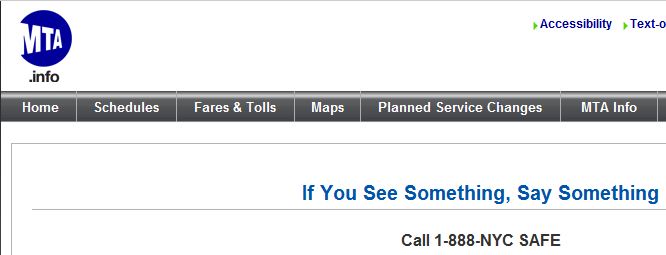 MTA
.info
Accessibility Text-o
Home Schedules Fares & Tolls Maps Planned Service Changes MTA Info
If You See Something, Say Something
Call 1-888-NYC SAFE